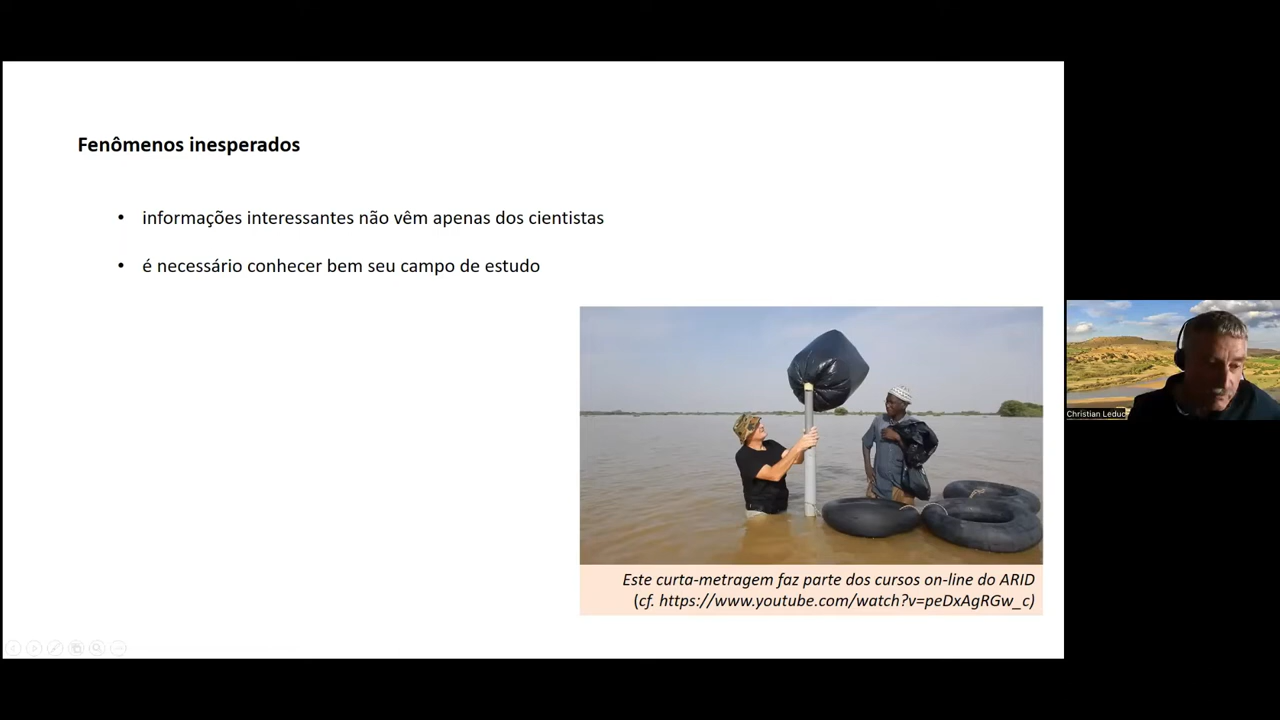 Fenômenos inesperados
• informações interessantes não vêm apenas dos cientistas
• é necessário conhecer bem seu campo de estudo
Este curta-metragem faz parte dos cursos on-line do ARID
(cf. https://www.youtube.com/watch?v=peDxAgRGw_c)
Christian Leduc